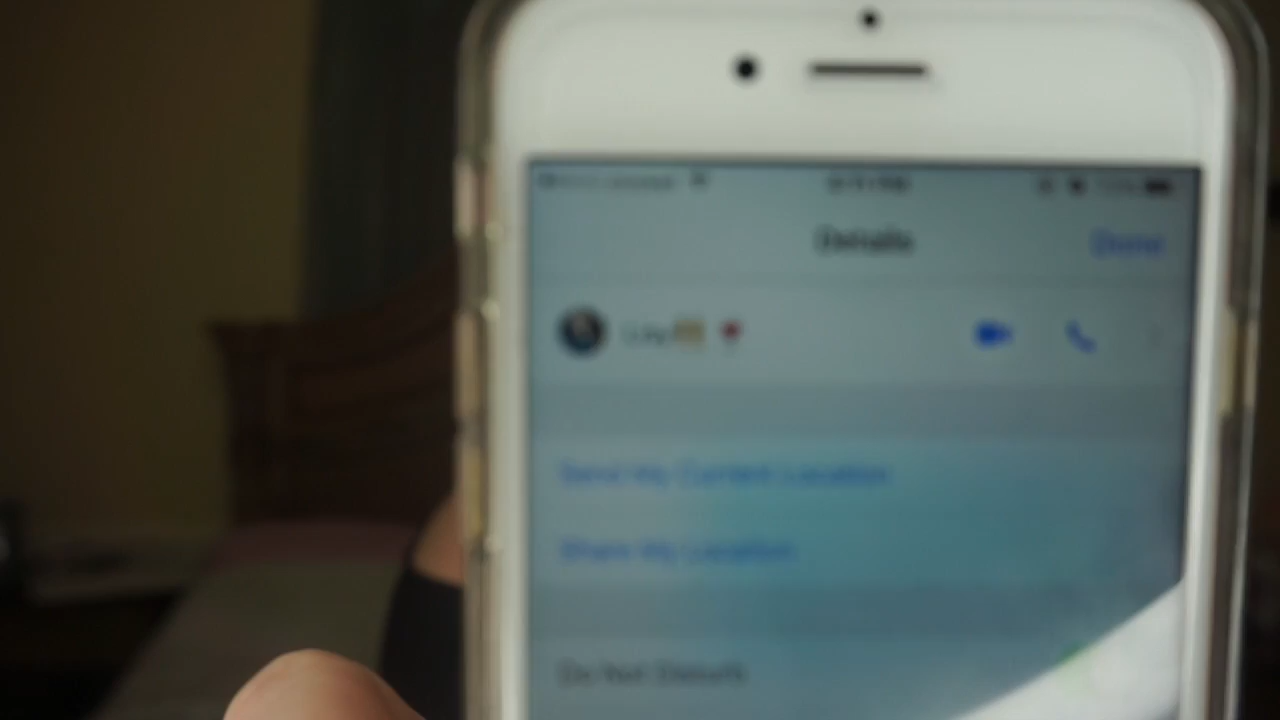 Details
Done
Send My Current Location
Share My Location
Do Not Disturb